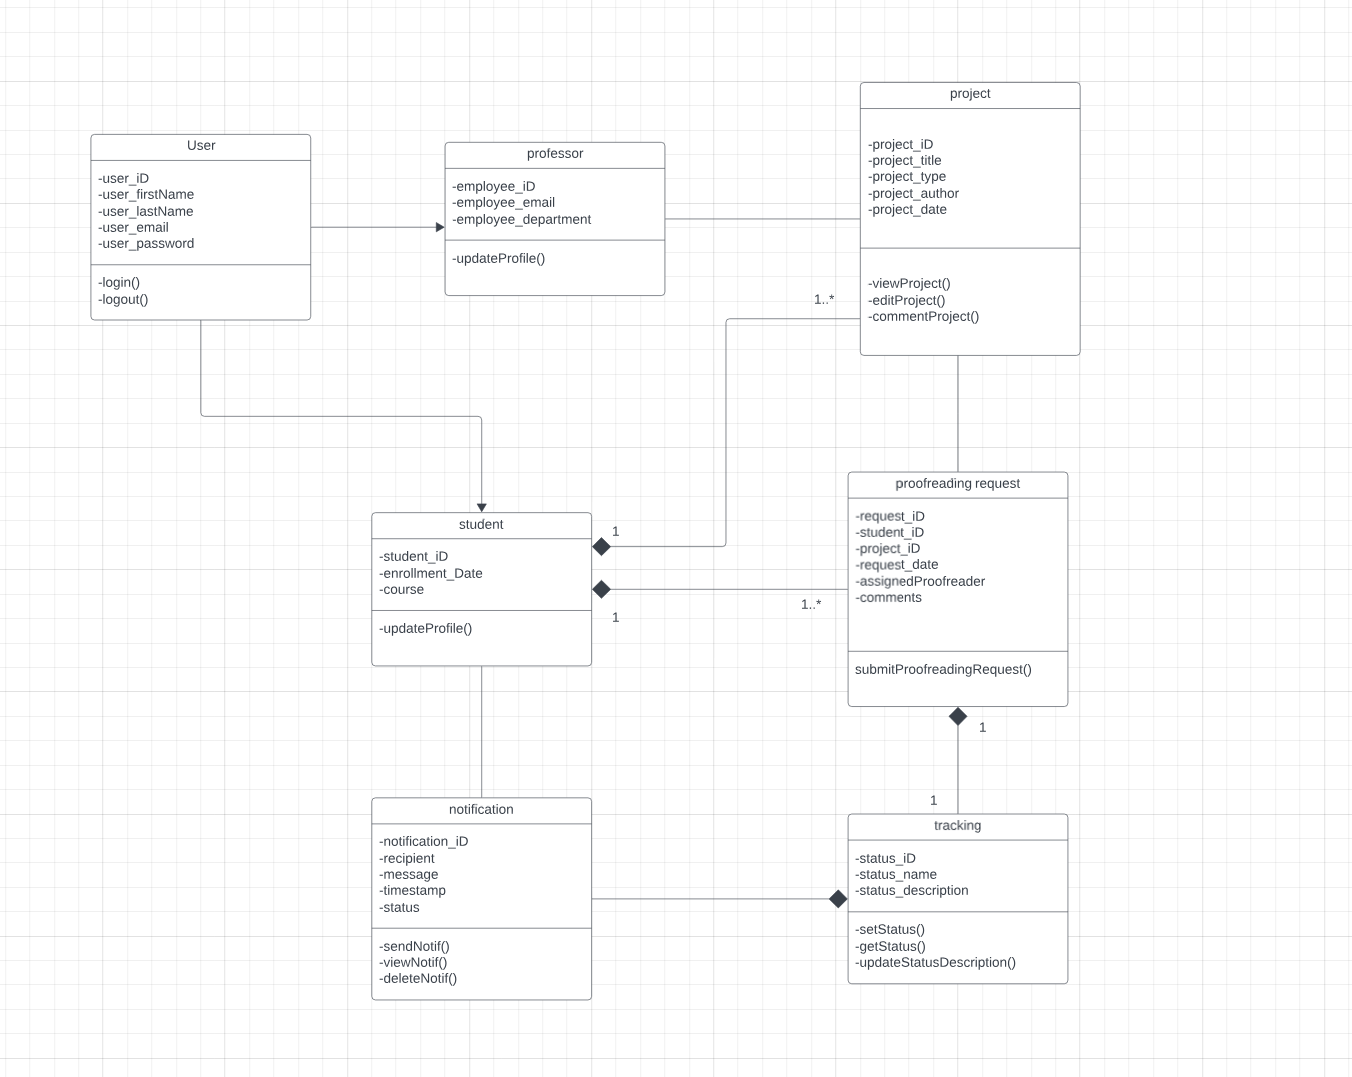 project
-project_iD
-project_title
-project_type
-project_author
-project_date
-viewProject()
-editProject()
-commentProject()
User
-user_iD
-user_firstName
-user_lastName
-user_email
-user_password
-login()
-logout()
professor
-employee_iD
-employee_email
-employee_department
-updateProfile()
1..*
proofreading request
-request_iD
-student_iD
-project_iD
-request_date
-assignedProofreader
-comments
submitProofreadingRequest()
student
-student_iD
-enrollment_Date
-course
-updateProfile()
1
1..*
1
1
1
notification
-notification_iD
-recipient
-message
-timestamp
-status
-sendNotif()
-viewNotif()
-deleteNotif()
tracking
-status_iD
-status_name
-status_description
-setStatus()
-getStatus()
-updateStatusDescription()